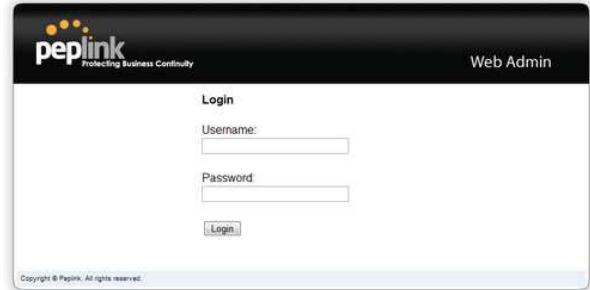 peplink
Protecting Business Continuity
Web Admin
Login
Username:
Password:
Login
Copyright © Peplink. All rights reserved.